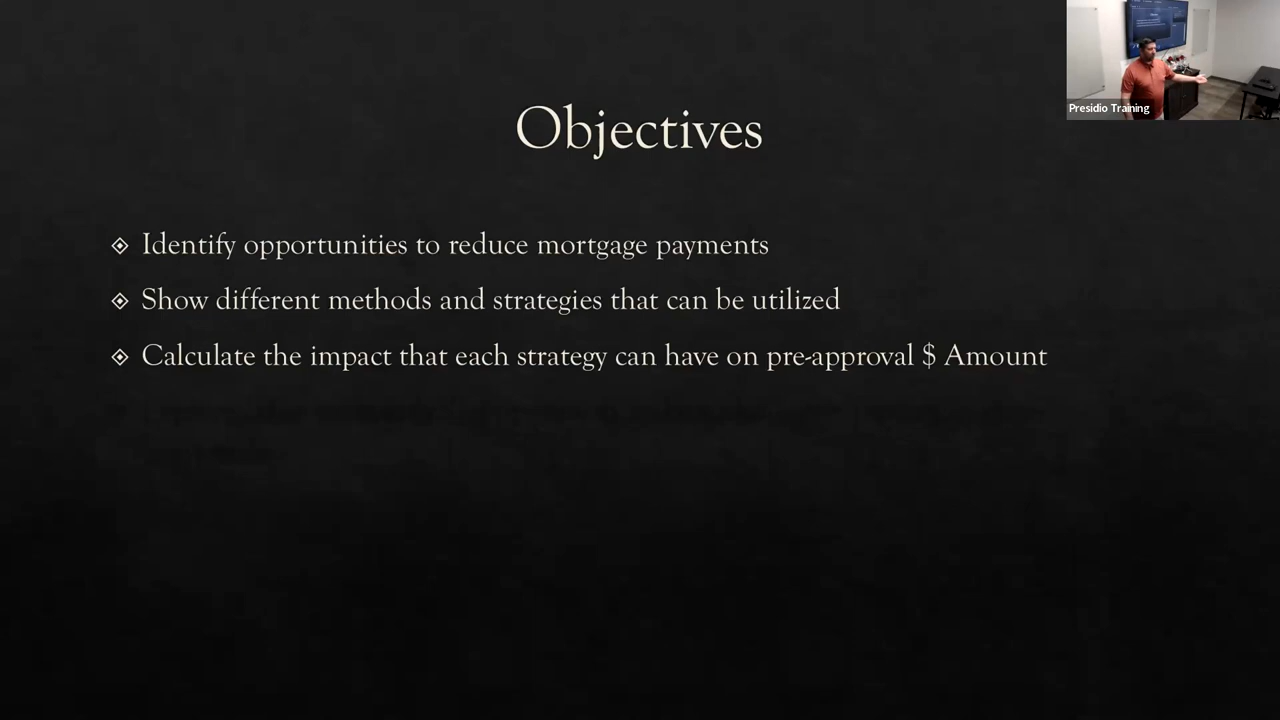 Objectives
Identify opportunities to reduce mortgage payments
Show different methods and strategies that can be utilized
Calculate the impact that each strategy can have on pre-approval $ Amount
Presidio Training